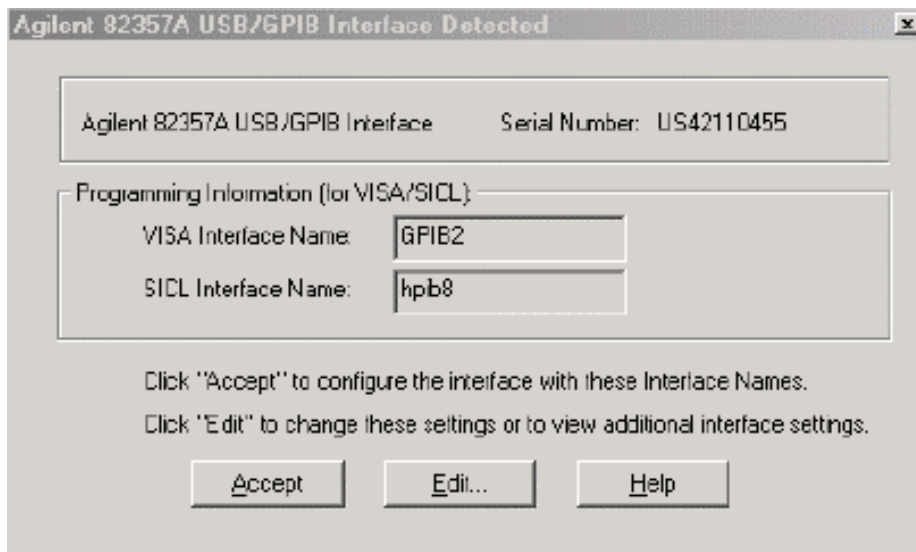 Agilent 82357A USB/GPIB Interface Detected
Agilent 82357A USB/GPIB Interface Serial Number: US42110455
Programming Information (for VISA/SICL):
VISA Interface Name: GPIB2
SICL Interface Name: hpib8
Click "Accept" to configure the interface with these Interface Names.
Click "Edit" to change these settings or to view additional interface settings.
Accept Edit... Help